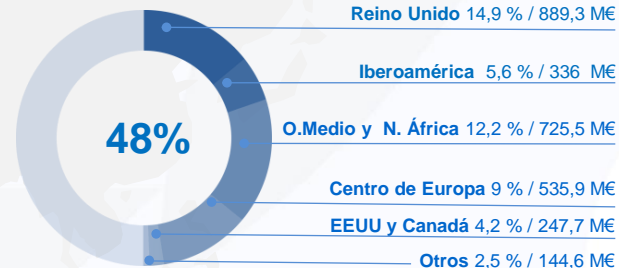 Reino Unido 14,9 % / 889,3 M€
Iberoamérica 5,6 % / 336 M€
48%
O.Medio y N. África 12,2 % / 725,5 M€
Centro de Europa 9 % / 535,9 M€
EEUU y Canadá 4,2 % / 247,7 M€
Otros 2,5 % / 144,6 M€